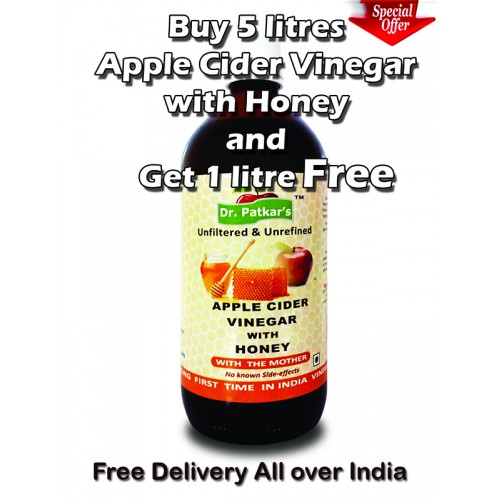 Special
Offer
Buy 5 litres
Apple Cider Vinegar
with Honey
and
Get 1 litre Free
Dr. Patkar's
TM
Unfiltered & Unrefined
APPLE CIDER
VINEGAR
WITH
HONEY
WITH THE MOTHER
No known Side-effects
FIRST TIME IN INDIA
Free Delivery All over India